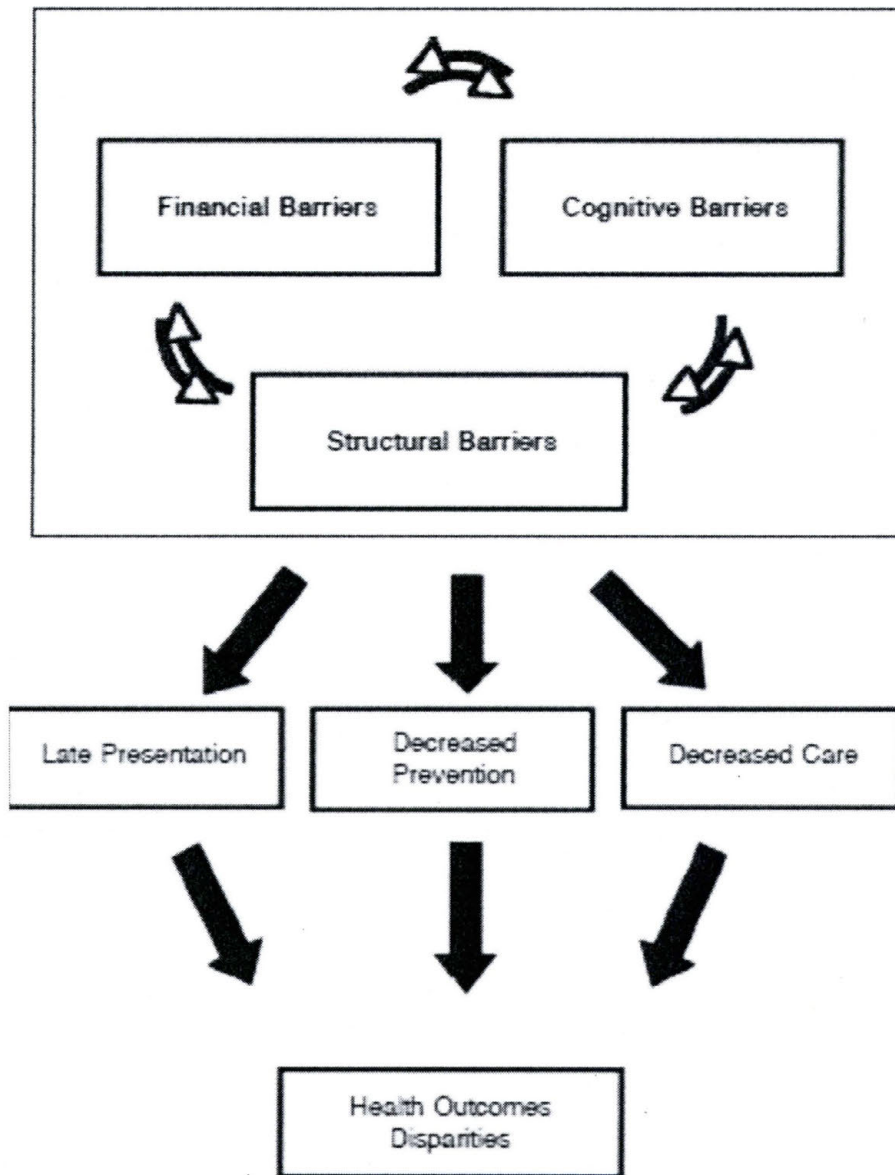 Financial Barriers
Cognitive Barriers
Structural Barriers
Late Presentation
Decreased
Prevention
Decreased Care
Health Outcomes
Disparities